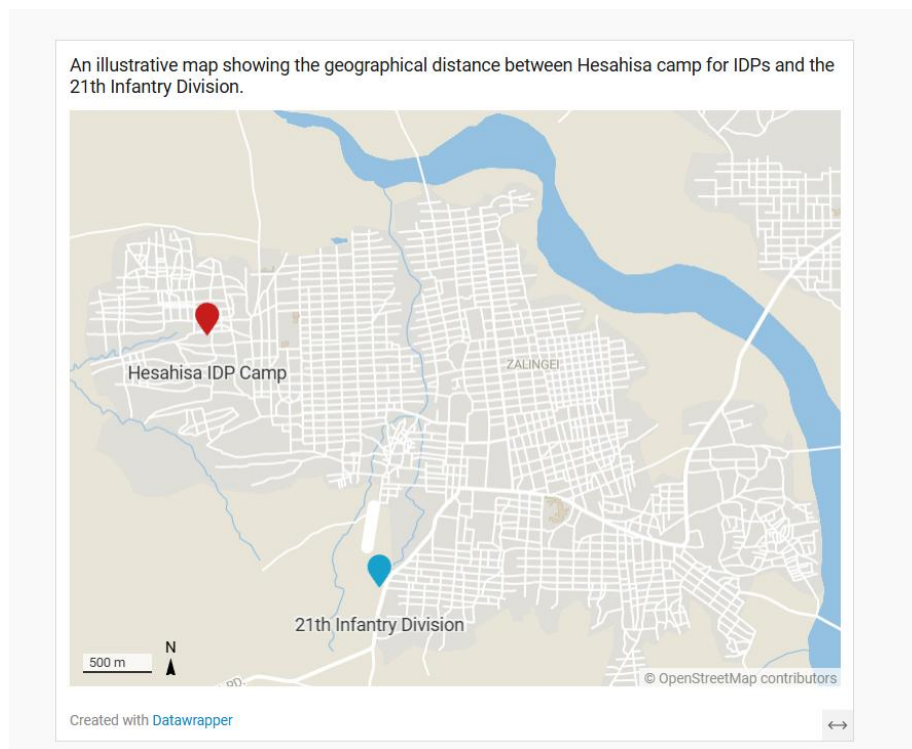 An illustrative map showing the geographical distance between Hesahisa camp for IDPs and the
21th Infantry Division.
ZALINGEI
Hesahisa IDP Camp
21th Infantry Division
N
500 m
RD.
© OpenStreetMap contributors
Created with Datawrapper